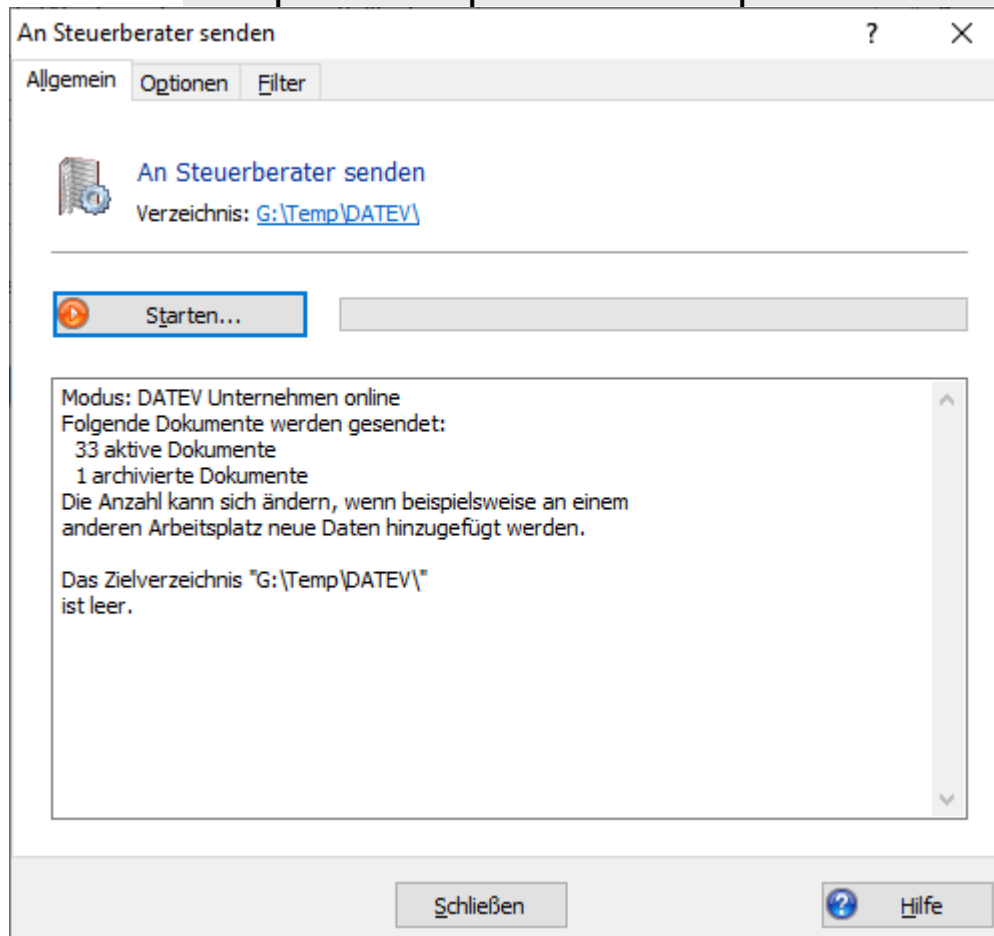 An Steuerberater senden
?
Allgemein Optionen Filter
An Steuerberater senden
Verzeichnis: G:\Temp\DATEV\
Starten...
Modus: DATEV Unternehmen online
Folgende Dokumente werden gesendet:
33 aktive Dokumente
1 archivierte Dokumente
Die Anzahl kann sich ändern, wenn beispielsweise an einem
anderen Arbeitsplatz neue Daten hinzugefügt werden.
Das Zielverzeichnis "G:\Temp\DATEV\"
ist leer.
Schließen
? Hilfe